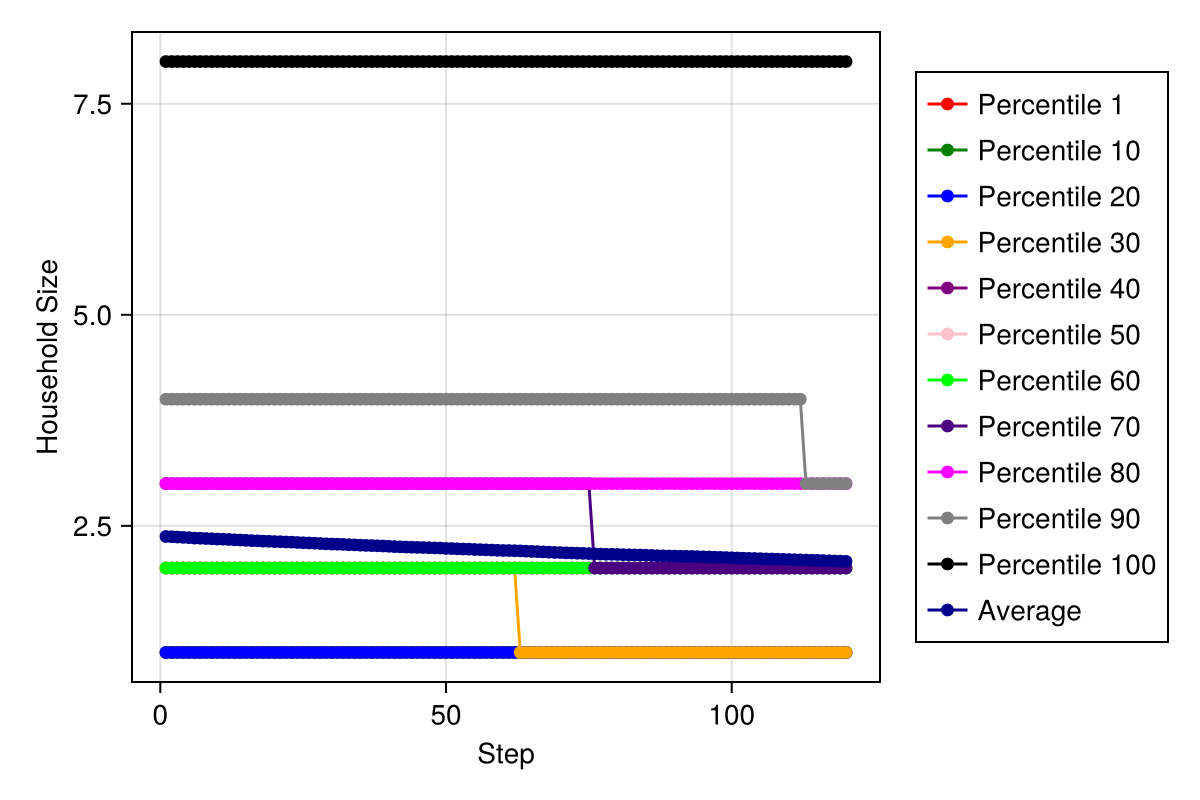 7.5
5.0
2.5
Household Size
0
50
100
Step
Percentile 1
Percentile 10
Percentile 20
Percentile 30
Percentile 40
Percentile 50
Percentile 60
Percentile 70
Percentile 80
Percentile 90
Percentile 100
Average